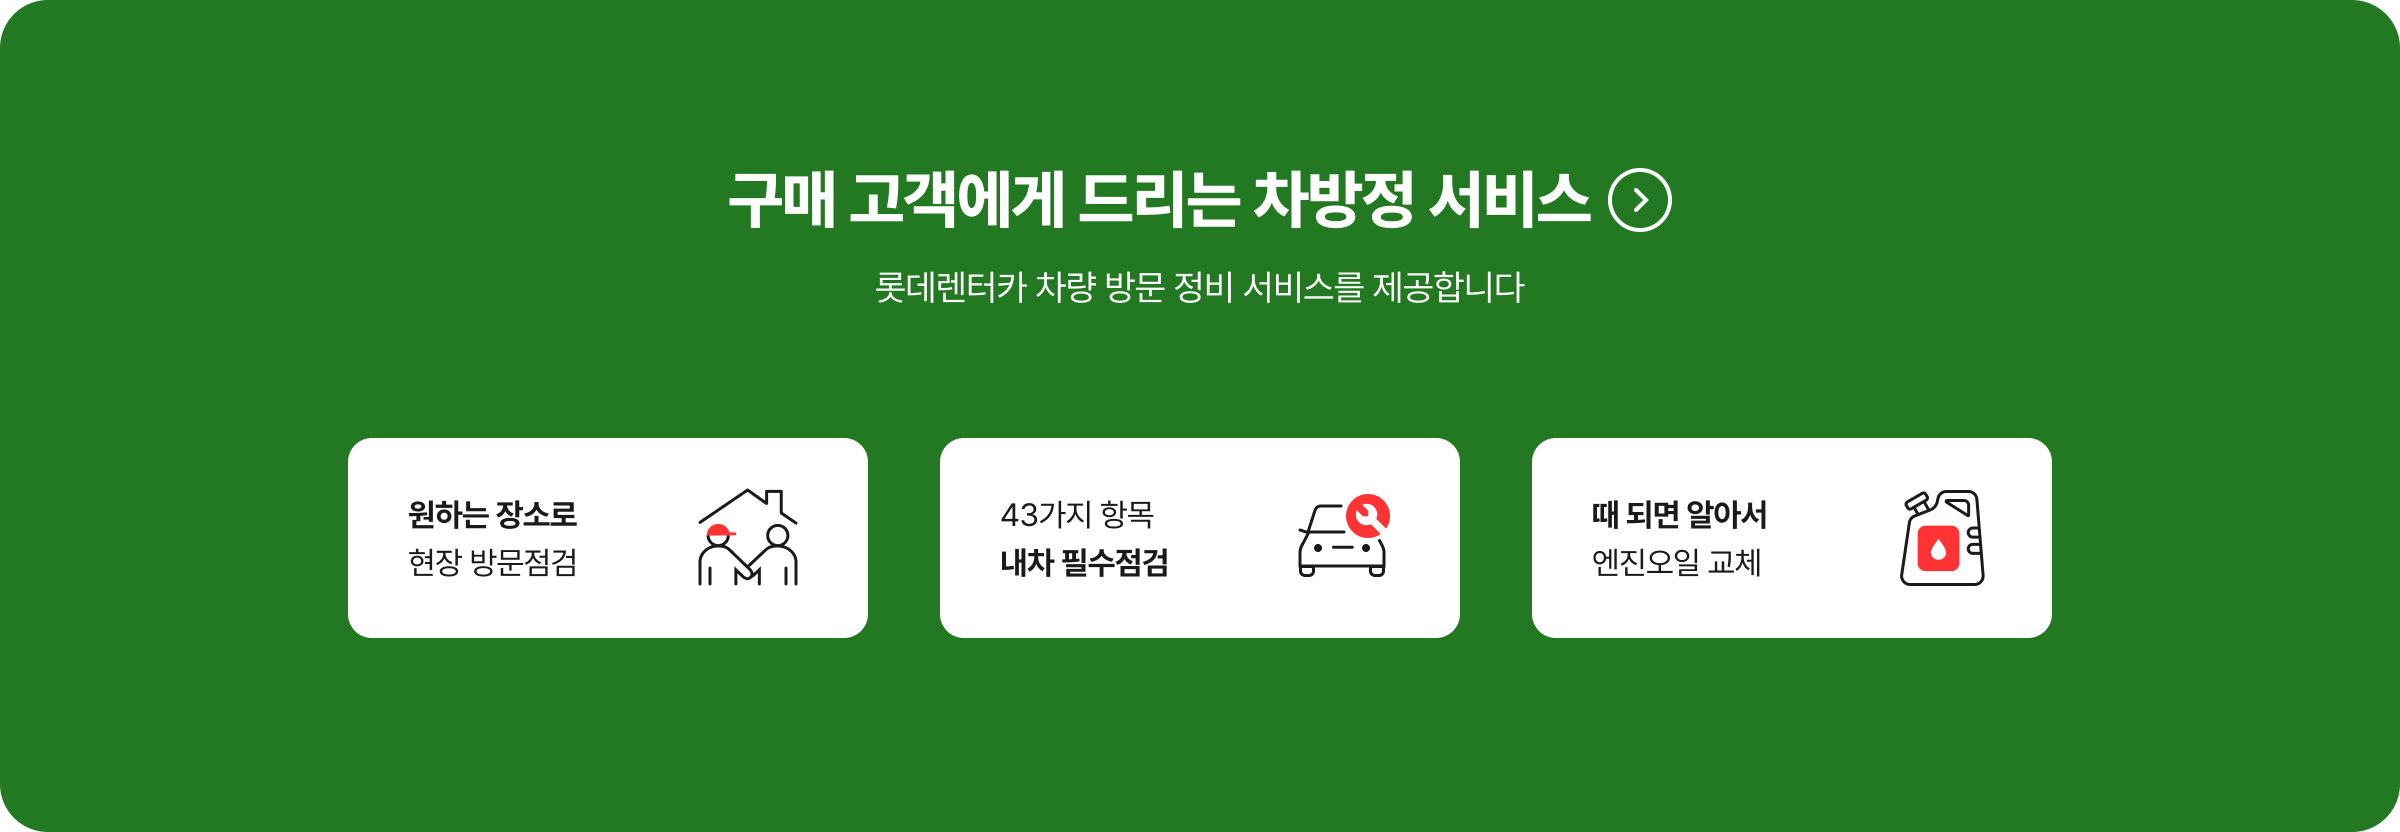 구매 고객에게 드리는 차방정 서비스
롯데렌터카 차량 방문 정비 서비스를 제공합니다
원하는 장소로
현장 방문점검
43가지 항목
내차 필수점검
때 되면 알아서
엔진오일 교체